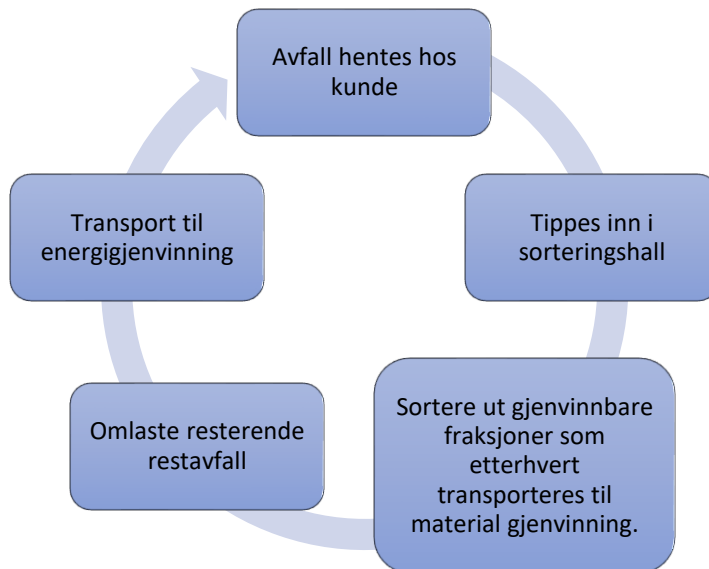 Avfall hentes hos
kunde
Tippes inn i
sorteringshall
Sortere ut gjenvinnbare
fraksjoner som
etterhvert
transporteres til
material gjenvinning.
Omlaste resterende
restavfall
Transport til
energigjenvinning